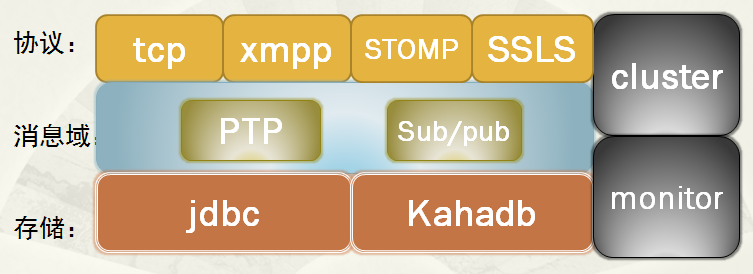 协议：
tcp
xmpp
STOMP
SSLS
cluster
消息域：
PTP
Sub/pub
monitor
存储：
jdbc
Kahadb